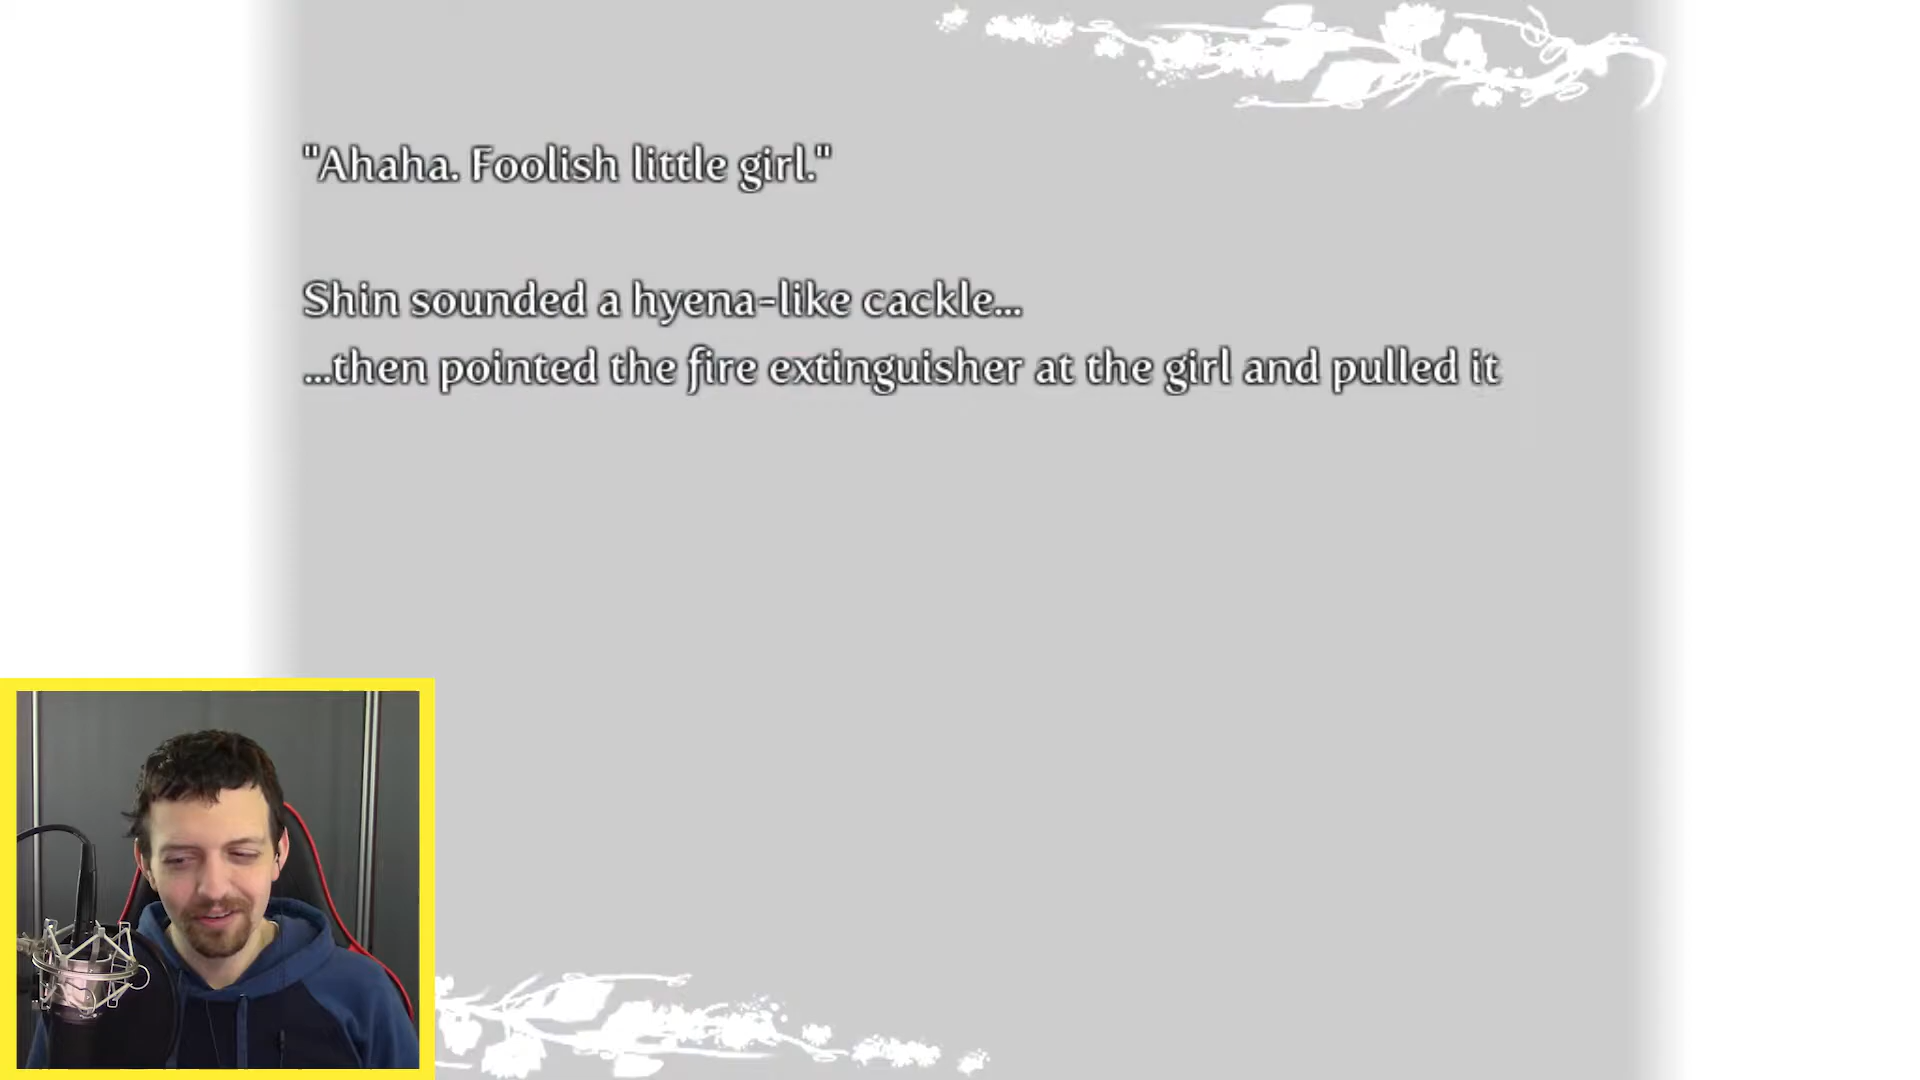 "Ahaha. Foolish little girl."
Shin sounded a hyena-like cackle...
...then pointed the fire extinguisher at the girl and pulled it